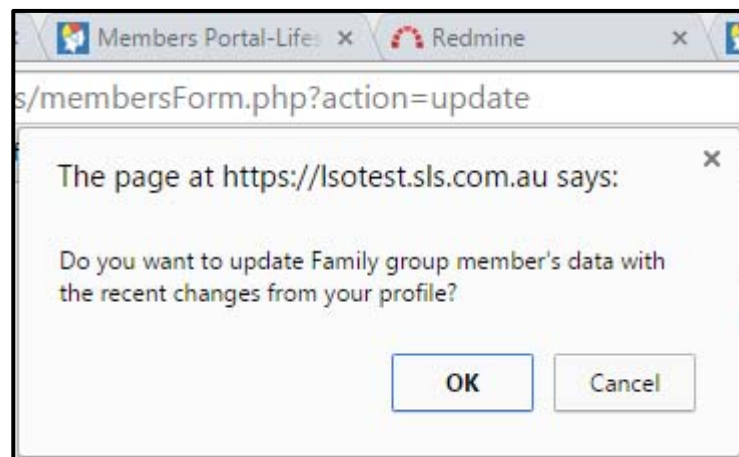 Members Portal-Lifes Redmine
s/membersForm.php?action=update
The page at https://lsotest.sls.com.au says:
Do you want to update Family group member's data with
the recent changes from your profile?
OK Cancel